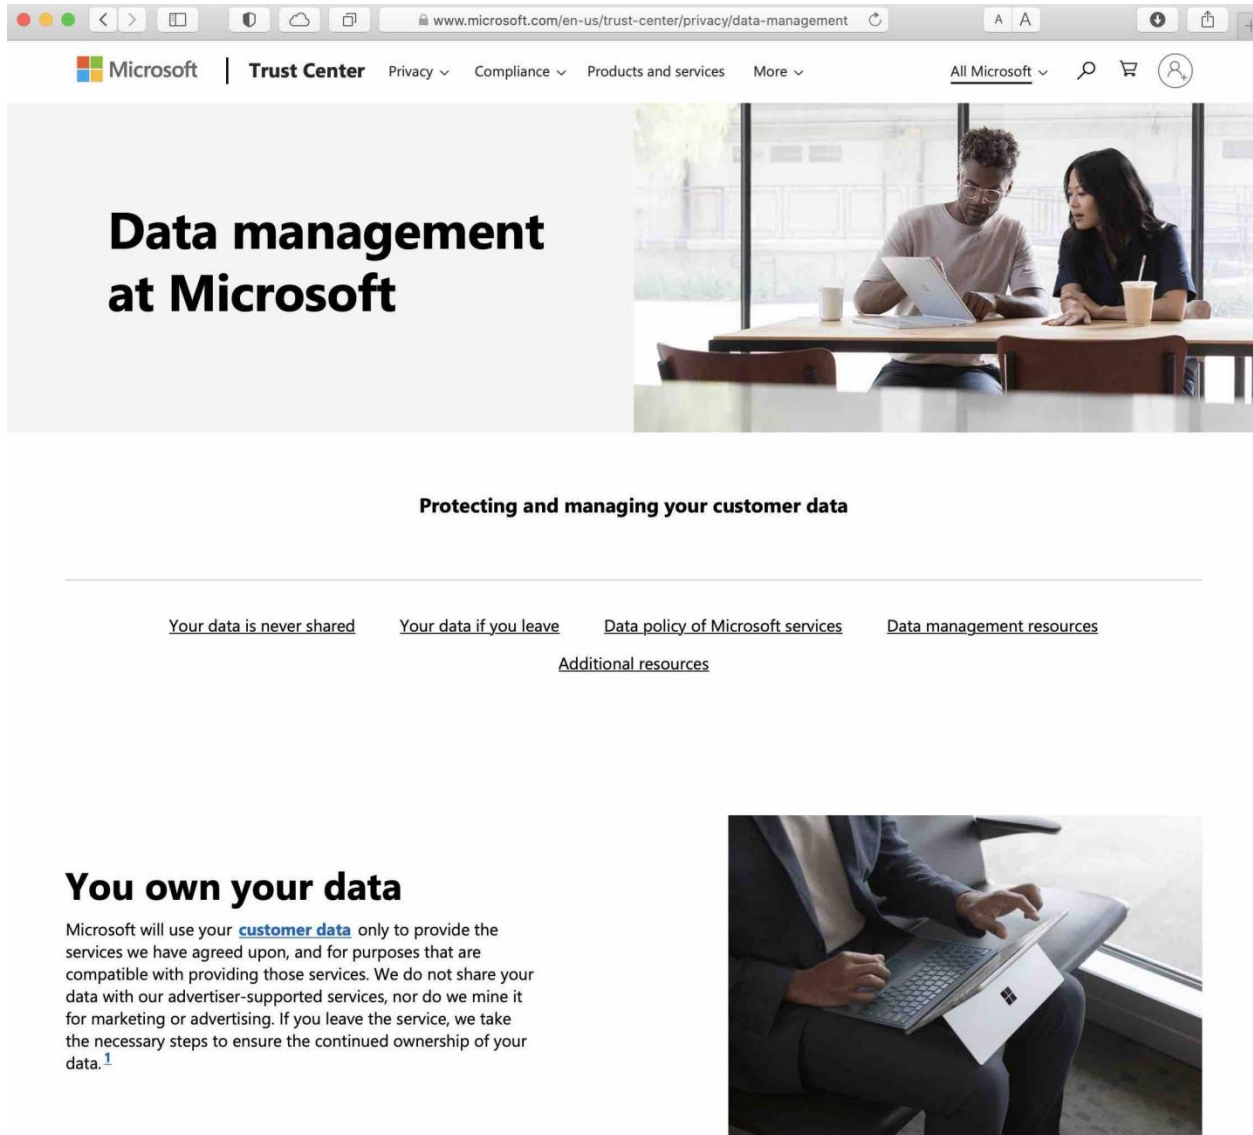 www.microsoft.com/en-us/trust-center/privacy/data-management
A A
Microsoft Trust Center Privacy Compliance Products and services More All Microsoft
Data management
at Microsoft
Protecting and managing your customer data
Your data is never shared Your data if you leave Data policy of Microsoft services Data management resources
Additional resources
You own your data
Microsoft will use your customer data only to provide the
services we have agreed upon, and for purposes that are
compatible with providing those services. We do not share your
data with our advertiser-supported services, nor do we mine it
for marketing or advertising. If you leave the service, we take
the necessary steps to ensure the continued ownership of your
data.1